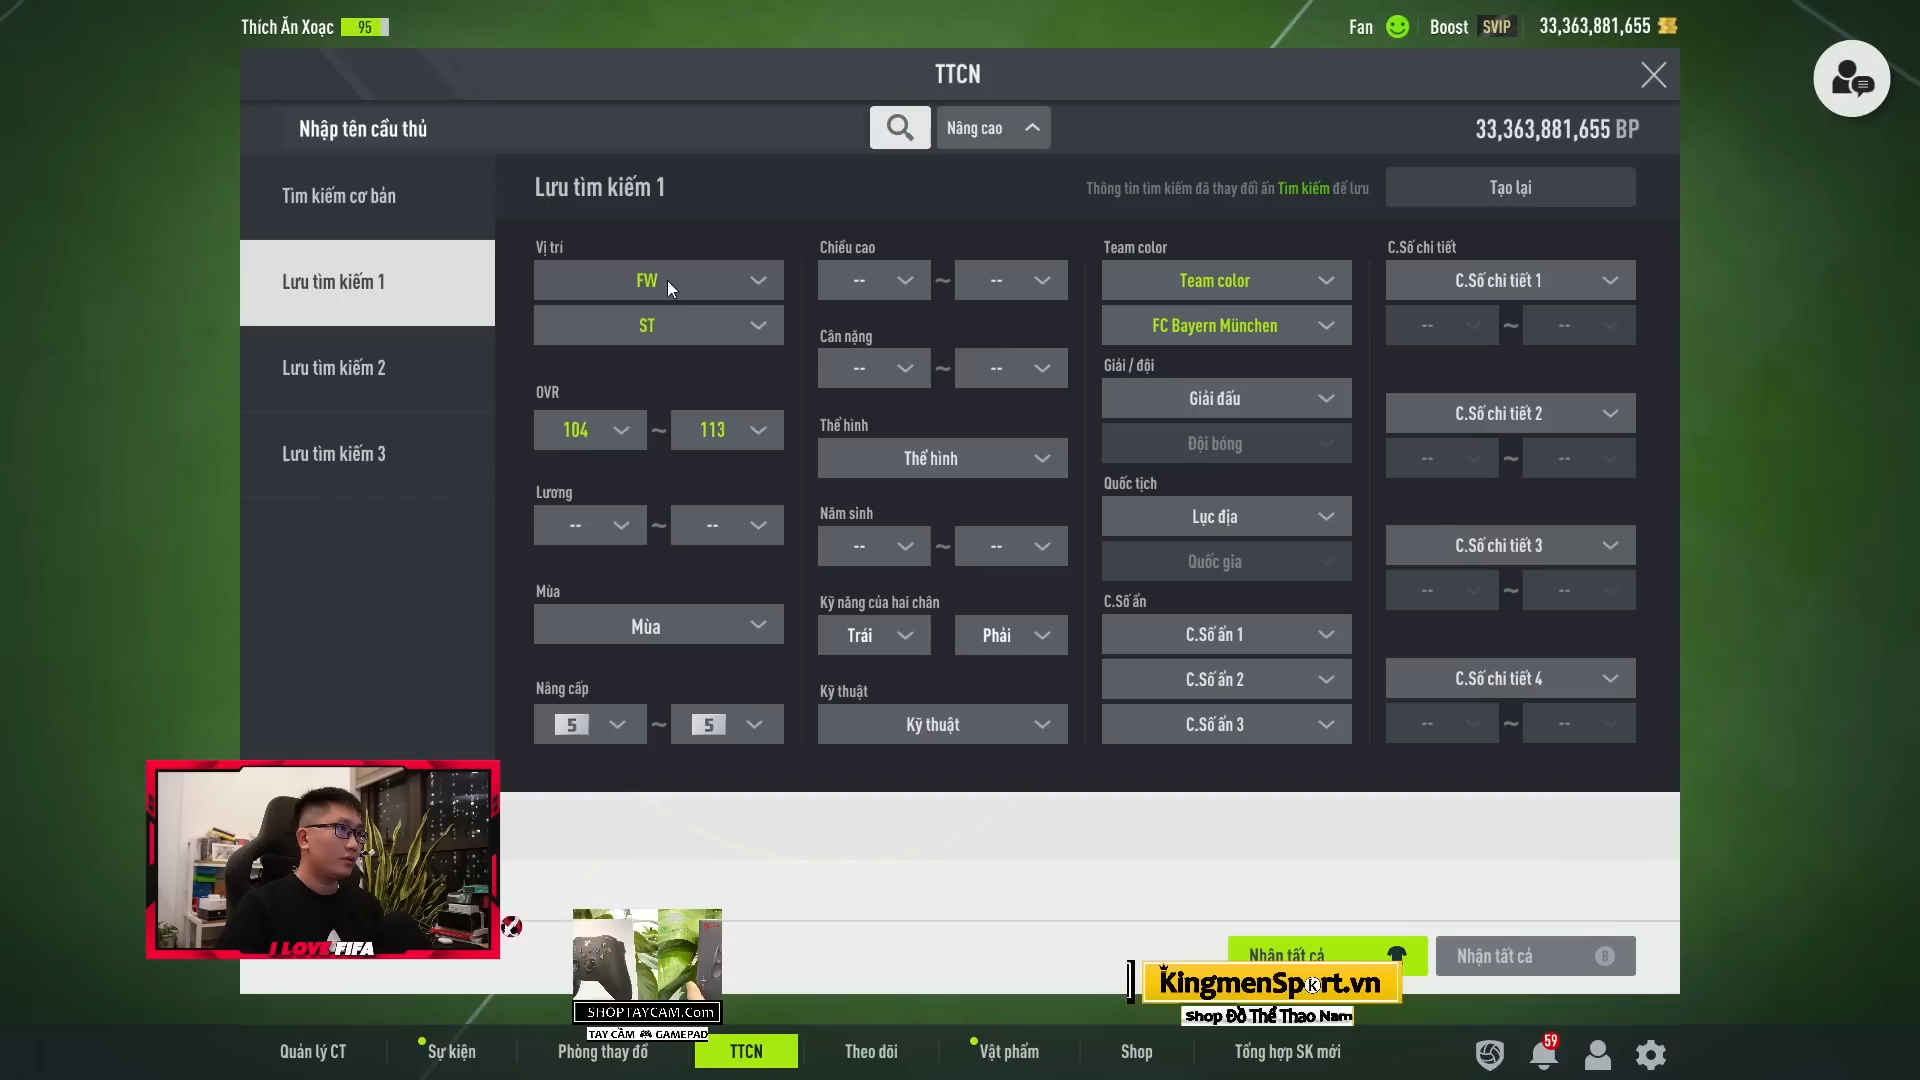 Thích Ăn Xoạc 95
Fan Boost SVIP 33,363,881,655
TTCN
Nhập tên cầu thủ
Nâng cao
33,363,881,655 BP
Tìm kiếm cơ bản
Lưu tìm kiếm 1
Lưu tìm kiếm 2
Lưu tìm kiếm 3
Lưu tìm kiếm 1
Thông tin tìm kiếm đã thay đổi ấn Tìm kiếm để lưu
Tạo lại
Vị trí
FW
ST
OVR
104 ~ 113
Lương
-- ~ --
Mùa
Mùa
Nâng cấp
5 ~ 5
Chiều cao
-- ~ --
Cân nặng
-- ~ --
Thể hình
Thể hình
Năm sinh
-- ~ --
Kỹ năng của hai chân
Trái Phải
Kỹ thuật
Kỹ thuật
Team color
Team color
FC Bayern München
Giải / đội
Giải đấu
Đội bóng
Quốc tịch
Lục địa
Quốc gia
C.Số ẩn
C.Số ẩn 1
C.Số ẩn 2
C.Số ẩn 3
C.Số chi tiết
C.Số chi tiết 1
-- ~ --
C.Số chi tiết 2
-- ~ --
C.Số chi tiết 3
-- ~ --
C.Số chi tiết 4
-- ~ --
I LOVE FIFA
SHOPTAYCAM.Com
TAY CẦM GAMEPAD
Nhận tất cả
Nhận tất cả B
KingmenSport.vn
Shop Đồ Thể Thao Nam
Quản lý CT
Sự kiện
Phòng thay đồ
TTCN
Theo dõi
Vật phẩm
Shop
Tổng hợp SK mới
59